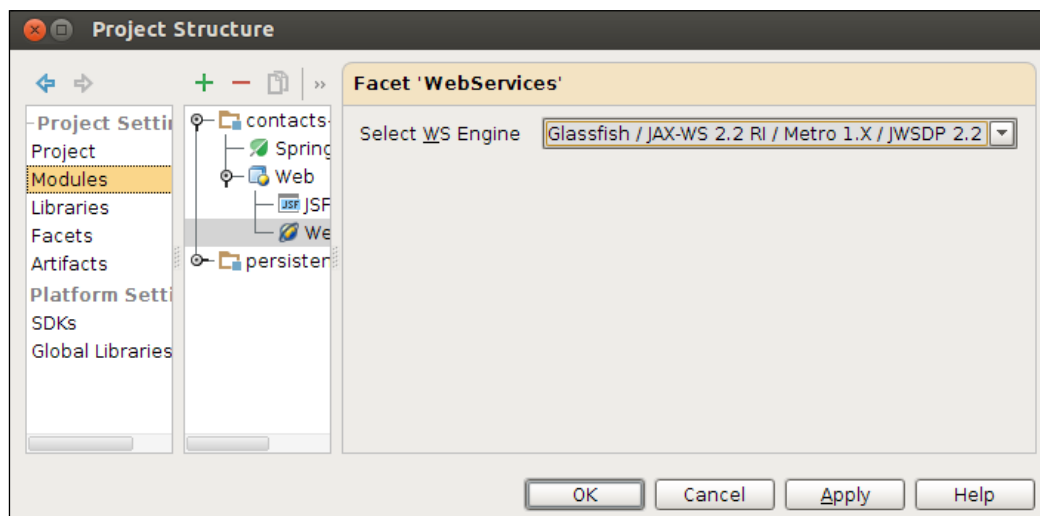 Project Structure
Facet 'WebServices'
Project Setti
Project
Modules
Libraries
Facets
Artifacts
Platform Setti
SDKs
Global Libraries
contacts-
Spring
Web
JSF JSF
We
persisten
Select WS Engine Glassfish / JAX-WS 2.2 RI / Metro 1.X / JWSDP 2.2
OK Cancel Apply Help